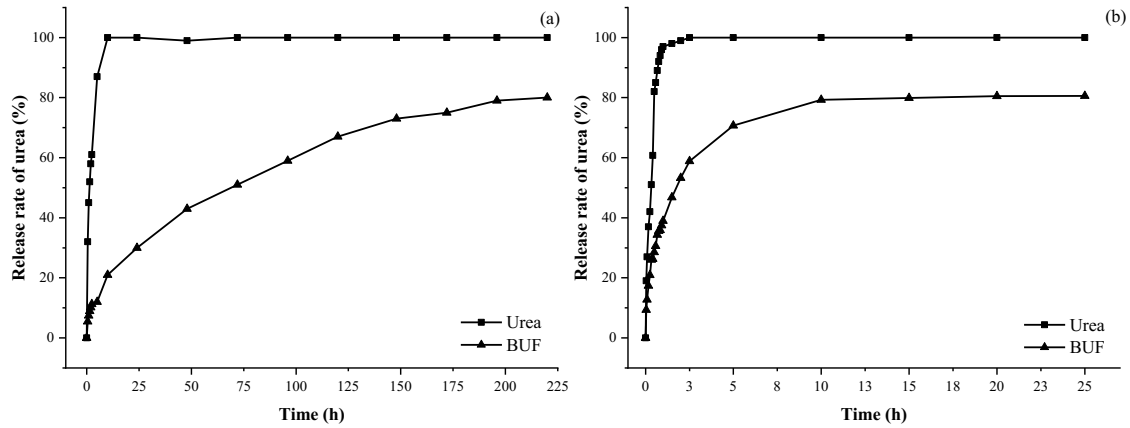 (a)
Release rate of urea (%)
100
80
60
40
20
0
Urea
BUF
0 25 50 75 100 125 150 175 200 225
Time (h)
(b)
Release rate of urea (%)
100
80
60
40
20
0
Urea
BUF
0 3 5 8 10 13 15 18 20 23 25
Time (h)